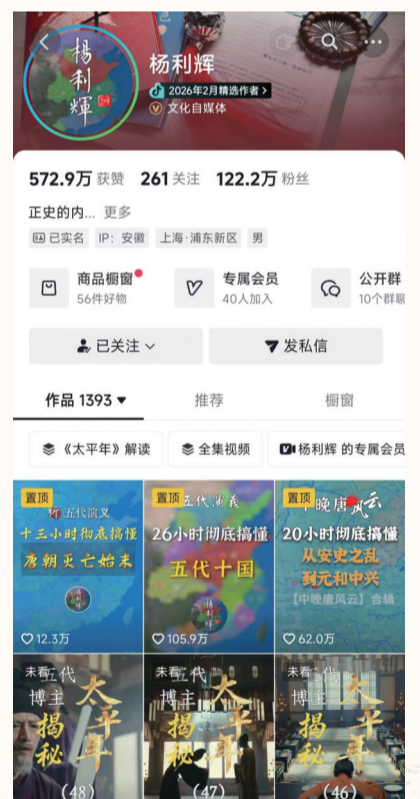 楊利輝
杨利辉
2026年2月精选作者 >
文化自媒体
572.9万 获赞 261 关注 122.2万 粉丝
正史的内... 更多
已实名 IP：安徽 上海·浦东新区 男
商品橱窗
56件好物
专属会员
40人加入
公开群
10个群聊
已关注
发私信
作品 1393
推荐
橱窗
《太平年》解读
全集视频
杨利辉 的专属会员
置顶
新五代演义
十三小时彻底搞懂
唐朝灭亡始末
12.3万
置顶
五代演义
26小时彻底搞懂
五代十国
楊利輝
105.9万
置顶
中晚唐风云
20小时彻底搞懂
从安史之乱
到元和中兴
【中晚唐风云】合辑
62.0万
未看
五代
博主
揭秘
太平年
（48）
未看
五代
博主
揭秘
太平年
（47）
未看
五代
博主
揭秘
太平年
（46）